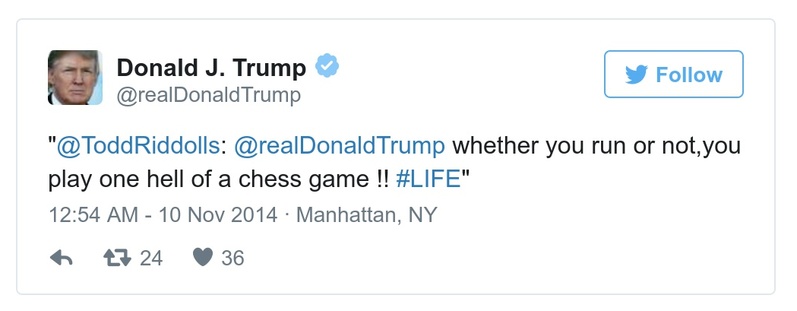 Donald J. Trump
@realDonaldTrump
Follow
"@ToddRiddolls: @realDonaldTrump whether you run or not,you
play one hell of a chess game !! #LIFE"
12:54 AM - 10 Nov 2014 · Manhattan, NY
24 36